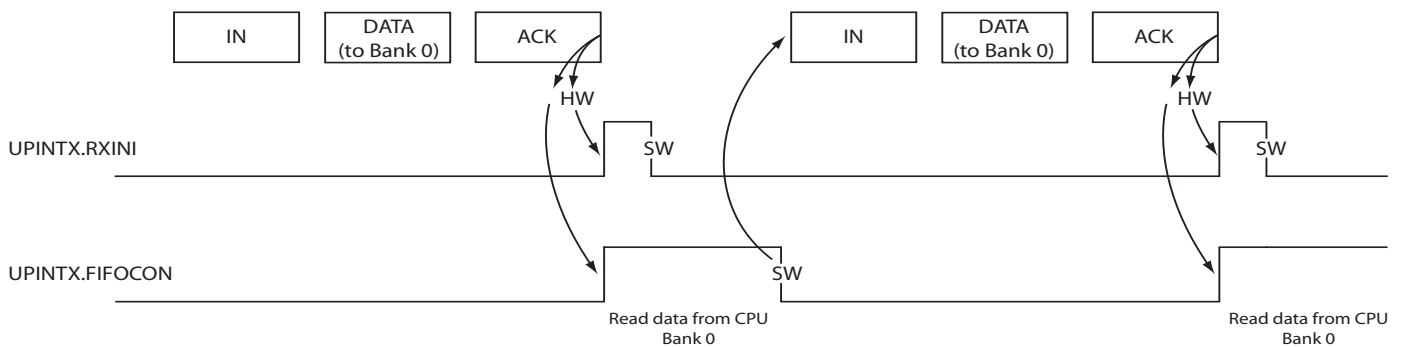 IN
DATA
(to Bank 0)
ACK
IN
DATA
(to Bank 0)
ACK
HW
HW
UPINTX.RXINI
SW
SW
UPINTX.FIFOCON
SW
Read data from CPU
Bank 0
Read data from CPU
Bank 0